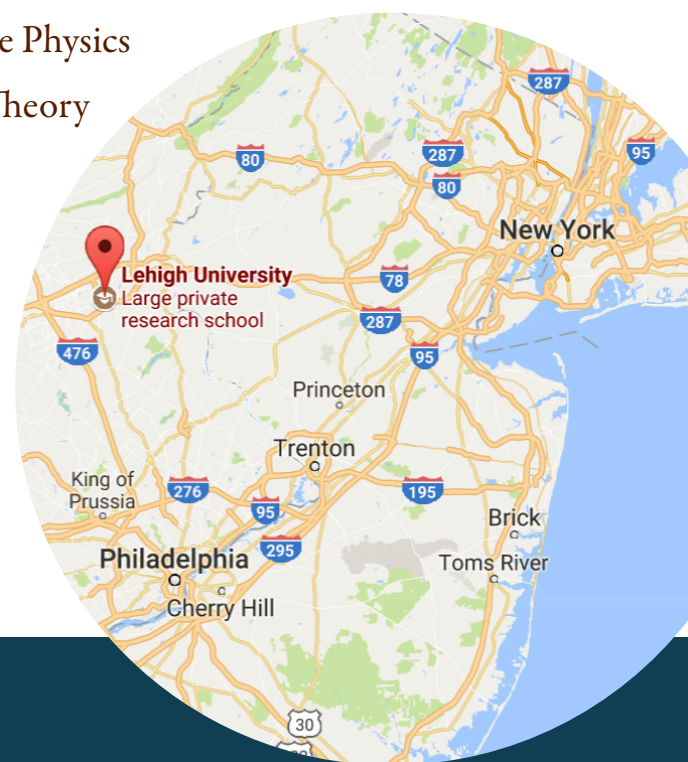 e Physics
Theory
287
80
287
80
95
New York
Lehigh University
Large private
research school
78
287
95
476
Princeton
Trenton
King of
Prussia
276
95
195
Brick
295
Philadelphia
Toms River
Cherry Hill
30